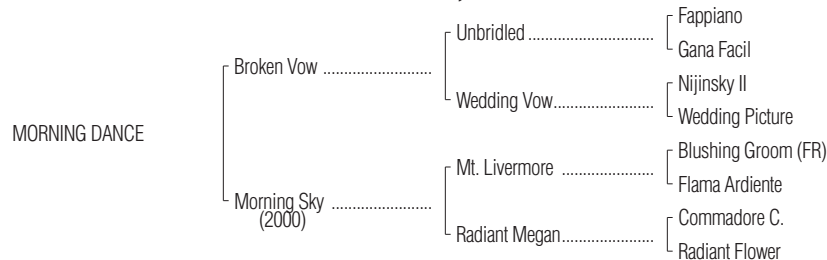 Fappiano
Unbridled ..............................
Gana Facil
Broken Vow ..........................
Nijinsky II
Wedding Vow........................
Wedding Picture
MORNING DANCE
Blushing Groom (FR)
Mt. Livermore ......................
Flama Ardiente
Morning Sky ........................
(2000)
Commadore C.
Radiant Megan......................
Radiant Flower